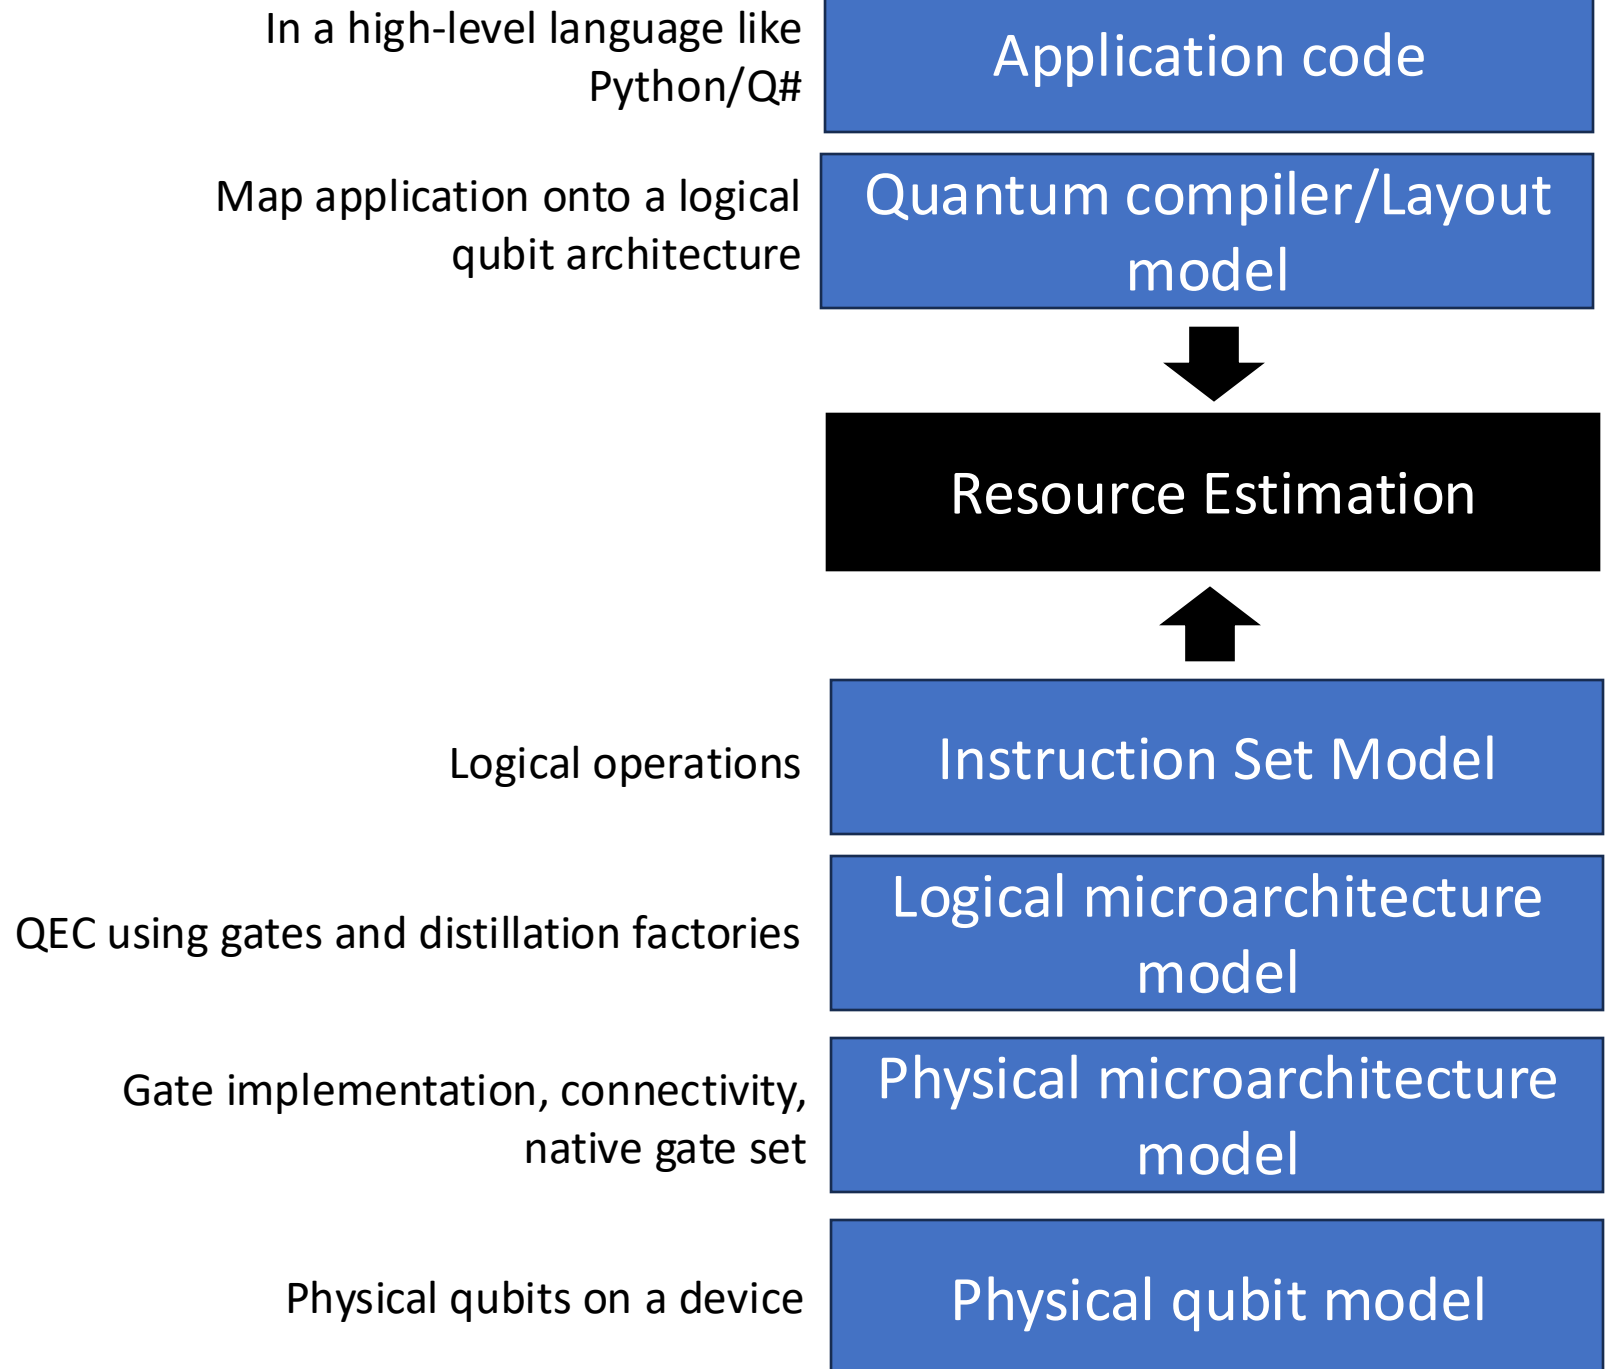 In a high-level language like
Python/Q#
Application code
Map application onto a logical
qubit architecture
Quantum compiler/Layout
model
Resource Estimation
Logical operations
Instruction Set Model
QEC using gates and distillation factories
Logical microarchitecture
model
Gate implementation, connectivity,
native gate set
Physical microarchitecture
model
Physical qubits on a device
Physical qubit model